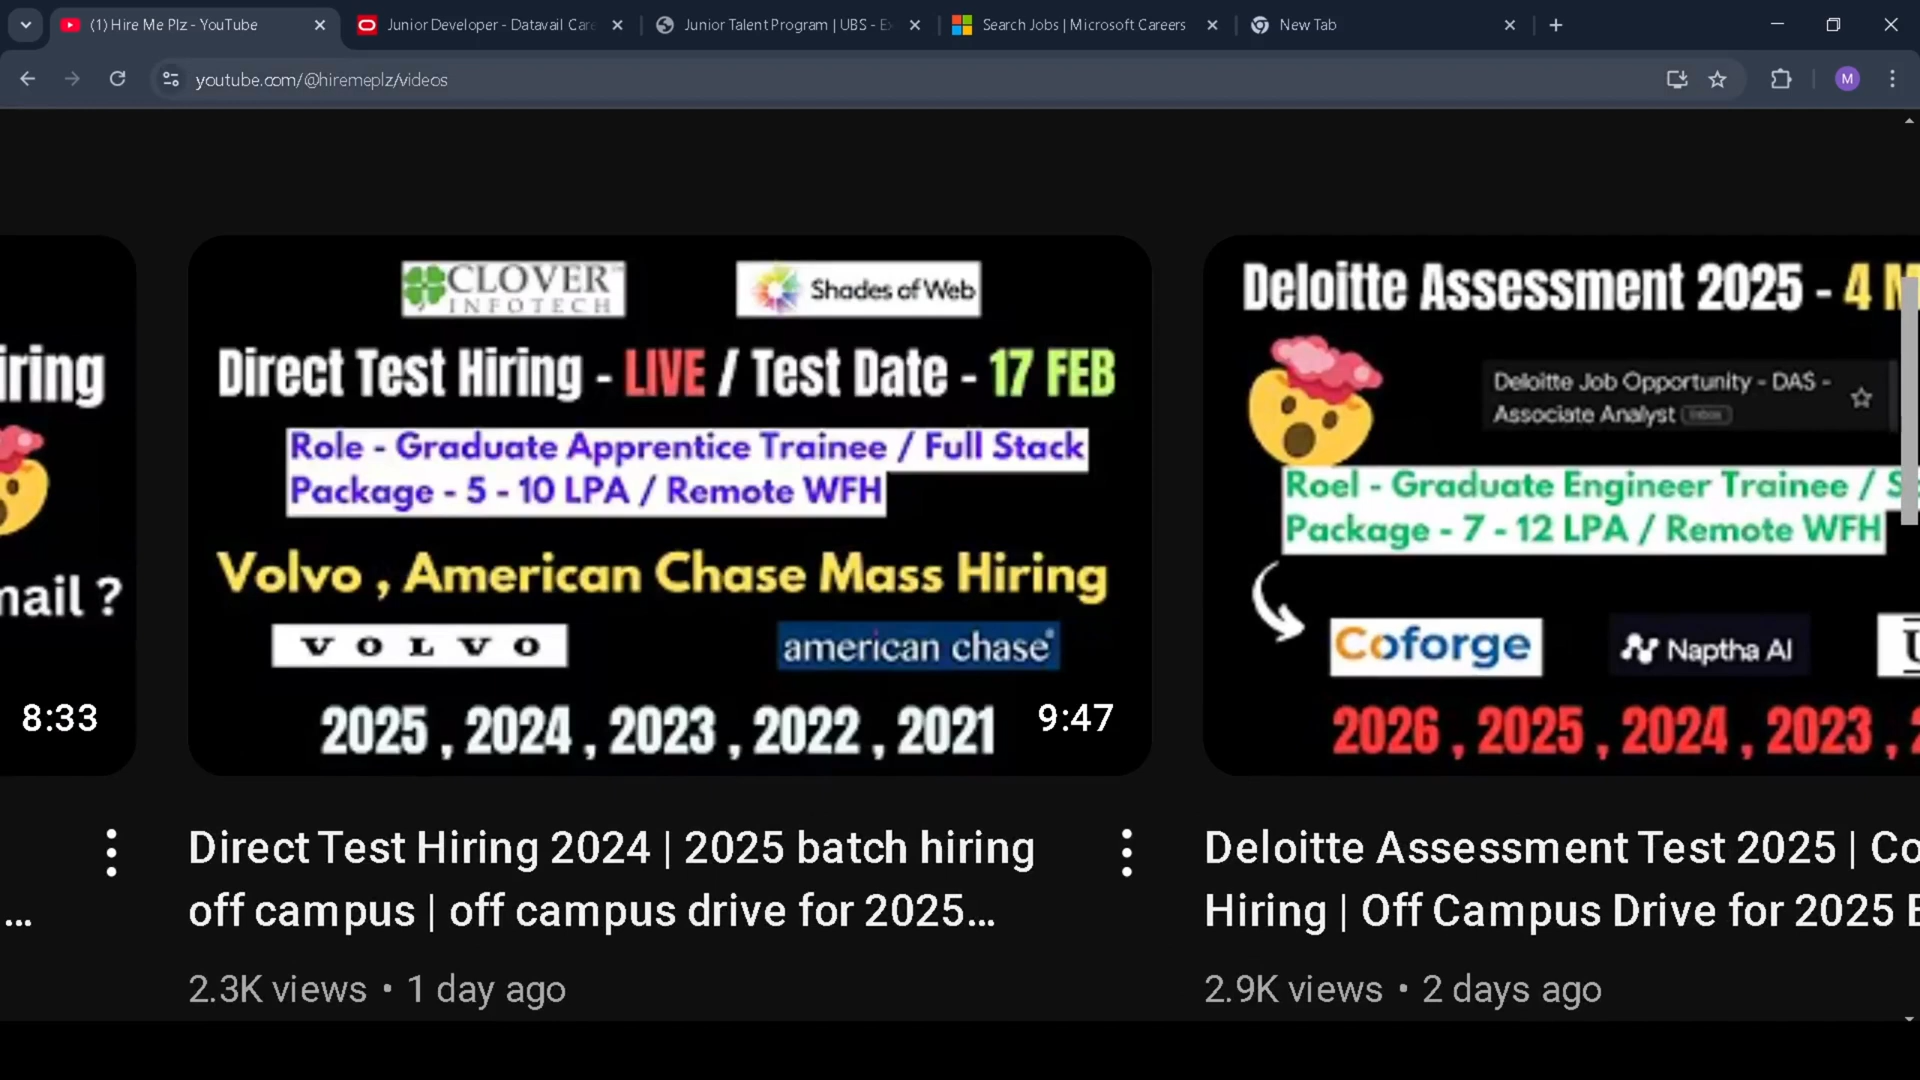 (1) Hire Me Plz - YouTube
Junior Developer - Datavail Car
Junior Talent Program | UBS - E
Search Jobs | Microsoft Careers
New Tab
youtube.com/@hiremeplz/videos
M
iring
mail ?
8:33
...
CLOVER
INFOTECH
Shades of Web
Direct Test Hiring - LIVE / Test Date - 17 FEB
Role - Graduate Apprentice Trainee / Full Stack
Package - 5 - 10 LPA / Remote WFH
Volvo , American Chase Mass Hiring
VOLVO
american chase®
2025 , 2024 , 2023 , 2022 , 2021
9:47
Direct Test Hiring 2024 | 2025 batch hiring
off campus | off campus drive for 2025...
2.3K views • 1 day ago
Deloitte Assessment 2025 - 4 M
Deloitte Job Opportunity - DAS -
Associate Analyst Inbox
Roel - Graduate Engineer Trainee / S
Package - 7 - 12 LPA / Remote WFH
Coforge
Naptha AI
2026 , 2025 , 2024 , 2023 , 2
Deloitte Assessment Test 2025 | Co
Hiring | Off Campus Drive for 2025 B
2.9K views • 2 days ago